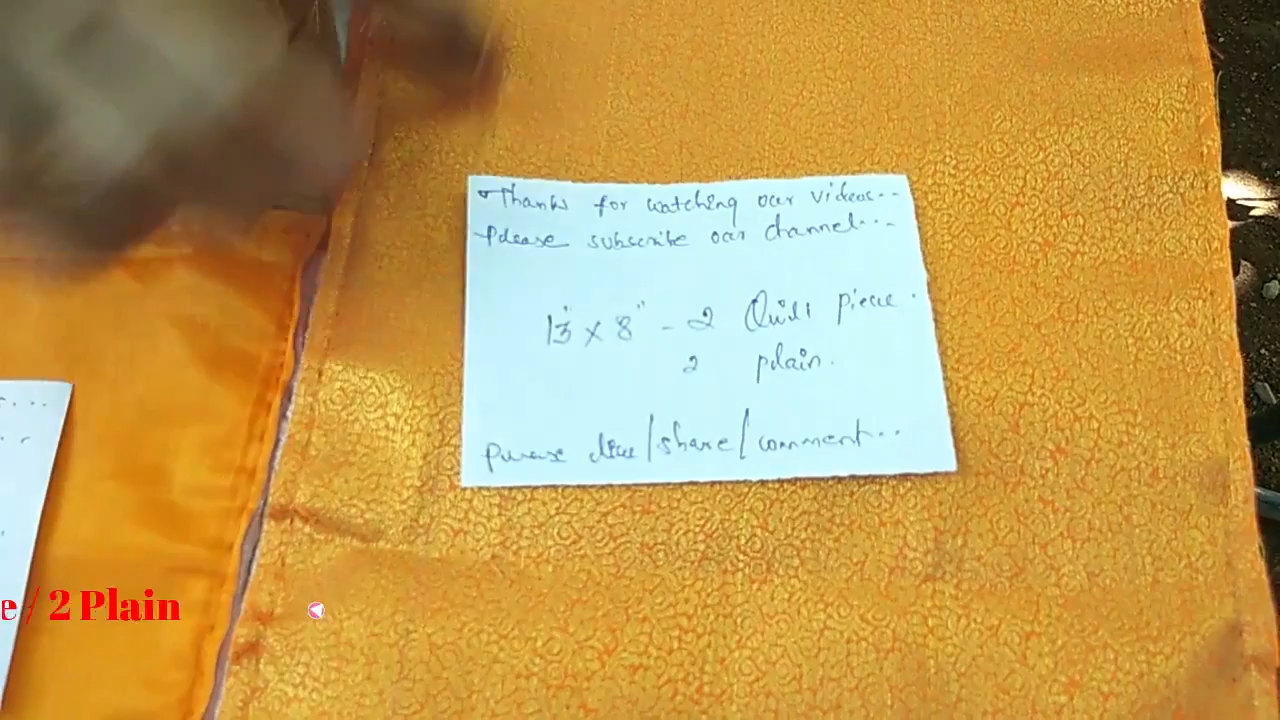 Thanks for watching our videos..
Please subscribe our channel...
13" x 8" - 2 Quilt piece.
2 plain.
please like/share/comment...
e / 2 Plain